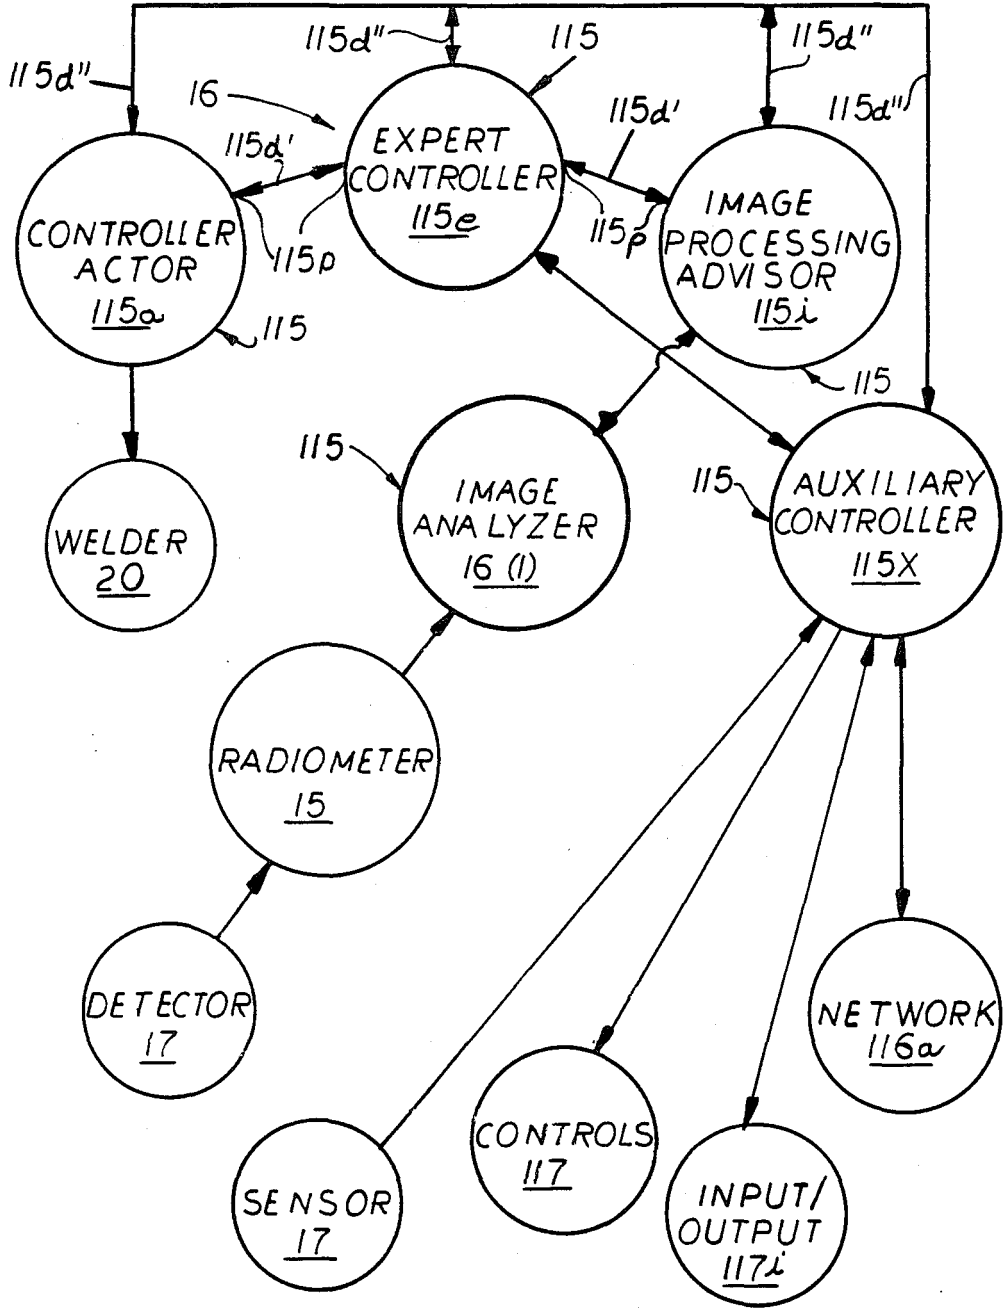 115d"
115
115d"
115d"
16
115d"
115d'
115d'
EXPERT
CONTROLLER
115e
115p
115p
CONTROLLER
ACTOR
115a
115
IMAGE
PROCESSING
ADVISOR
115i
115
115
IMAGE
ANALYZER
16 (1)
115
AUXILIARY
CONTROLLER
115X
WELDER
20
RADIOMETER
15
DETECTOR
17
NETWORK
116a
CONTROLS
117
SENSOR
17
INPUT/
OUTPUT
117i